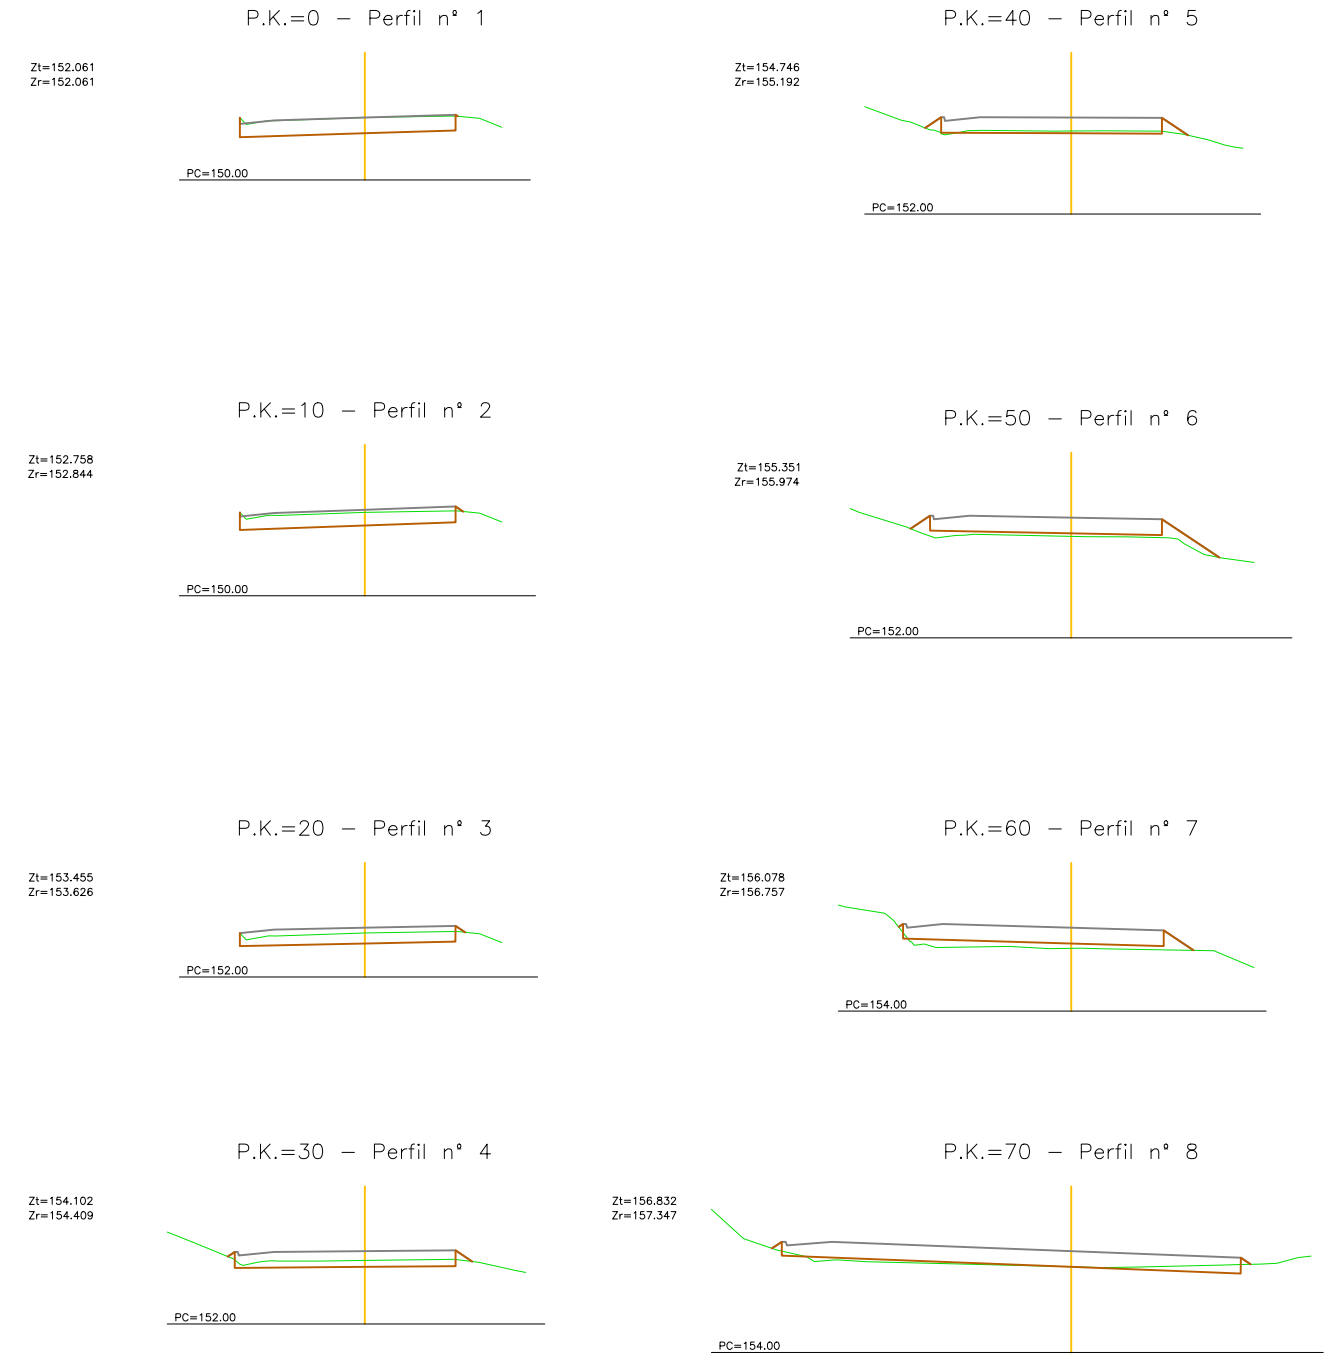 P.K.=0 – Perfil nº 1
Zt=152.061
Zr=152.061
PC=150.00
P.K.=10 – Perfil nº 2
Zt=152.758
Zr=152.844
PC=150.00
P.K.=20 – Perfil nº 3
Zt=153.455
Zr=153.626
PC=152.00
P.K.=30 – Perfil nº 4
Zt=154.102
Zr=154.409
PC=152.00
P.K.=40 – Perfil nº 5
Zt=154.746
Zr=155.192
PC=152.00
P.K.=50 – Perfil nº 6
Zt=155.351
Zr=155.974
PC=152.00
P.K.=60 – Perfil nº 7
Zt=156.078
Zr=156.757
PC=154.00
P.K.=70 – Perfil nº 8
Zt=156.832
Zr=157.347
PC=154.00